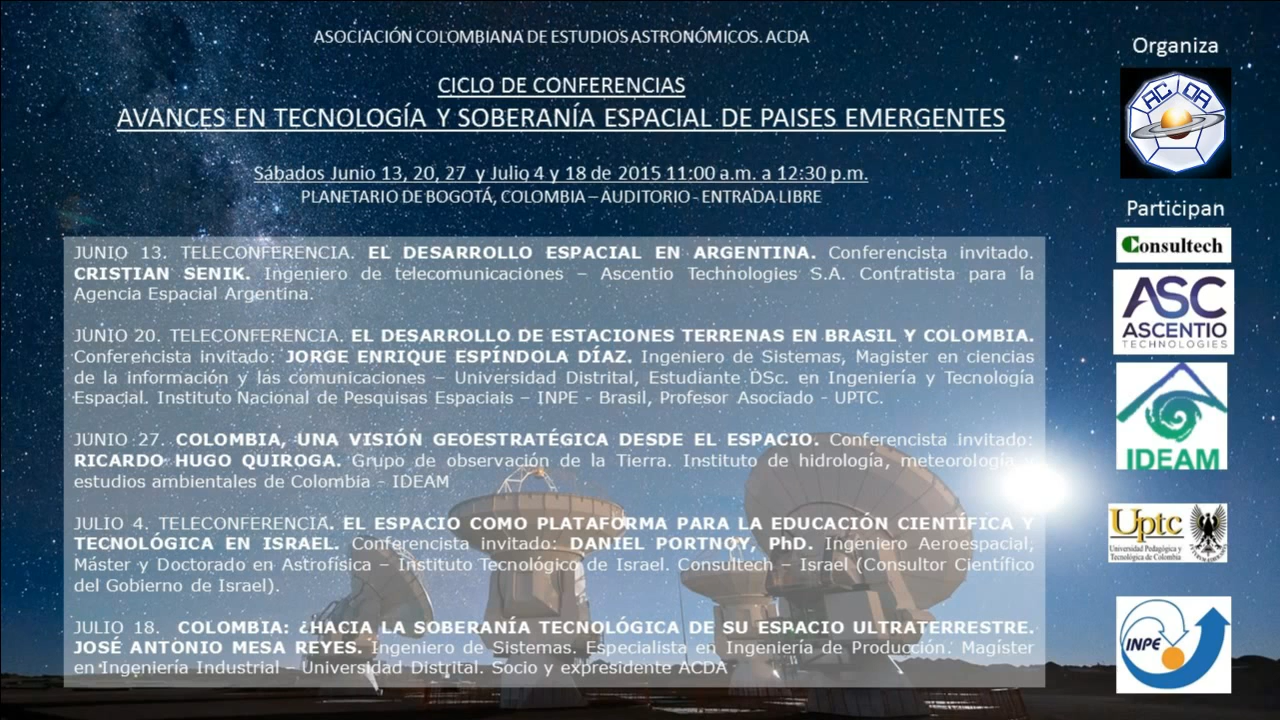 ASOCIACIÓN COLOMBIANA DE ESTUDIOS ASTRONÓMICOS. ACDA
CICLO DE CONFERENCIAS
AVANCES EN TECNOLOGÍA Y SOBERANÍA ESPACIAL DE PAISES EMERGENTES
Sábados Junio 13, 20, 27 y Julio 4 y 18 de 2015 11:00 a.m. a 12:30 p.m.
PLANETARIO DE BOGOTÁ, COLOMBIA – AUDITORIO - ENTRADA LIBRE
JUNIO 13. TELECONFERENCIA. EL DESARROLLO ESPACIAL EN ARGENTINA. Conferencista invitado.
CRISTIAN SENIK. Ingeniero de telecomunicaciones – Ascentio Technologies S.A. Contratista para la
Agencia Espacial Argentina.
JUNIO 20. TELECONFERENCIA. EL DESARROLLO DE ESTACIONES TERRENAS EN BRASIL Y COLOMBIA.
Conferencista invitado: JORGE ENRIQUE ESPÍNDOLA DÍAZ. Ingeniero de Sistemas, Magister en ciencias
de la información y las comunicaciones – Universidad Distrital, Estudiante DSc. en Ingeniería y Tecnología
Espacial. Instituto Nacional de Pesquisas Espaciais – INPE - Brasil, Profesor Asociado - UPTC.
JUNIO 27. COLOMBIA, UNA VISIÓN GEOESTRATÉGICA DESDE EL ESPACIO. Conferencista invitado:
RICARDO HUGO QUIROGA. Grupo de observación de la Tierra. Instituto de hidrología, meteorología y
estudios ambientales de Colombia - IDEAM
JULIO 4. TELECONFERENCIA. EL ESPACIO COMO PLATAFORMA PARA LA EDUCACIÓN CIENTÍFICA Y
TECNOLÓGICA EN ISRAEL. Conferencista invitado: DANIEL PORTNOY, PhD. Ingeniero Aeroespacial,
Máster y Doctorado en Astrofísica – Instituto Tecnológico de Israel. Consultech – Israel (Consultor Científico
del Gobierno de Israel).
JULIO 18. COLOMBIA: ¿HACIA LA SOBERANÍA TECNOLÓGICA DE SU ESPACIO ULTRATERRESTRE.
JOSÉ ANTONIO MESA REYES. Ingeniero de Sistemas. Especialista en Ingeniería de Producción. Magíster
en Ingeniería Industrial – Universidad Distrital. Socio y expresidente ACDA
Organiza
ACDA
Participan
Consultech
ASC
ASCENTIO
TECHNOLOGIES
IDEAM
Uptc
Universidad Pedagógica y
Tecnológica de Colombia
INPE